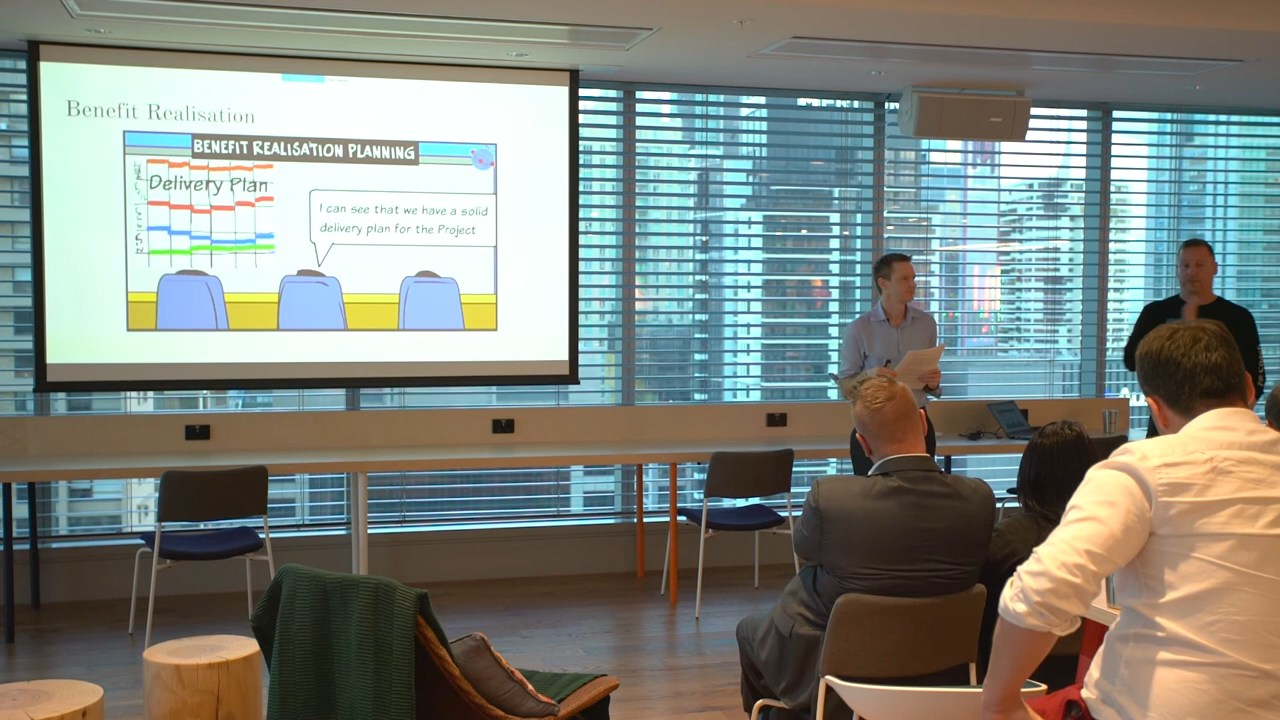 Benefit Realisation
BENEFIT REALISATION PLANNING
Delivery Plan
I can see that we have a solid
delivery plan for the Project